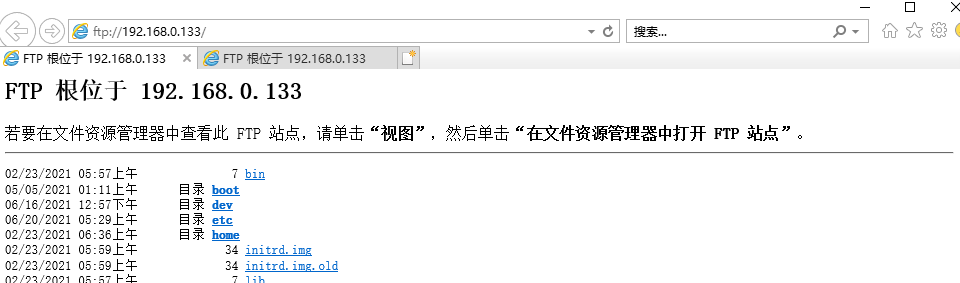 ftp://192.168.0.133/
搜索...
FTP 根位于 192.168.0.133
FTP 根位于 192.168.0.133
FTP 根位于 192.168.0.133
若要在文件资源管理器中查看此 FTP 站点，请单击“视图”，然后单击“在文件资源管理器中打开 FTP 站点”。
02/23/2021 05:57上午 7 bin
05/05/2021 01:11上午 目录 boot
06/16/2021 12:57下午 目录 dev
06/20/2021 05:29上午 目录 etc
02/23/2021 06:36上午 目录 home
02/23/2021 05:59上午 34 initrd.img
02/23/2021 05:59上午 34 initrd.img.old
02/23/2021 05:57上午 7 lib